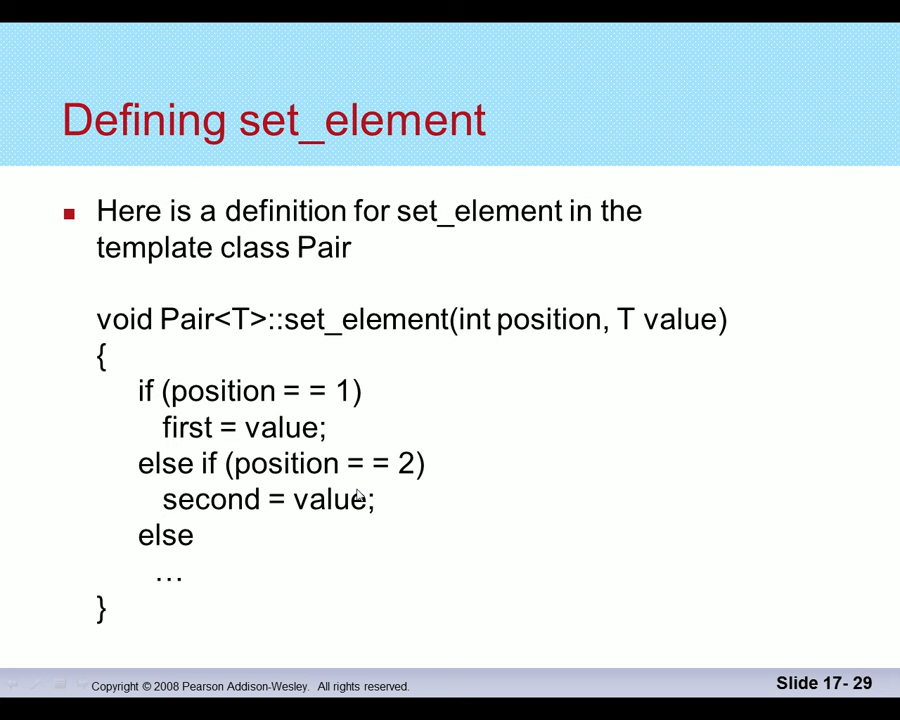 Defining set_element
Here is a definition for set_element in the
template class Pair
void Pair<T>::set_element(int position, T value)
{
if (position = = 1)
first = value;
else if (position = = 2)
second = value;
else
…
}
Copyright © 2008 Pearson Addison-Wesley. All rights reserved.
Slide 17- 29